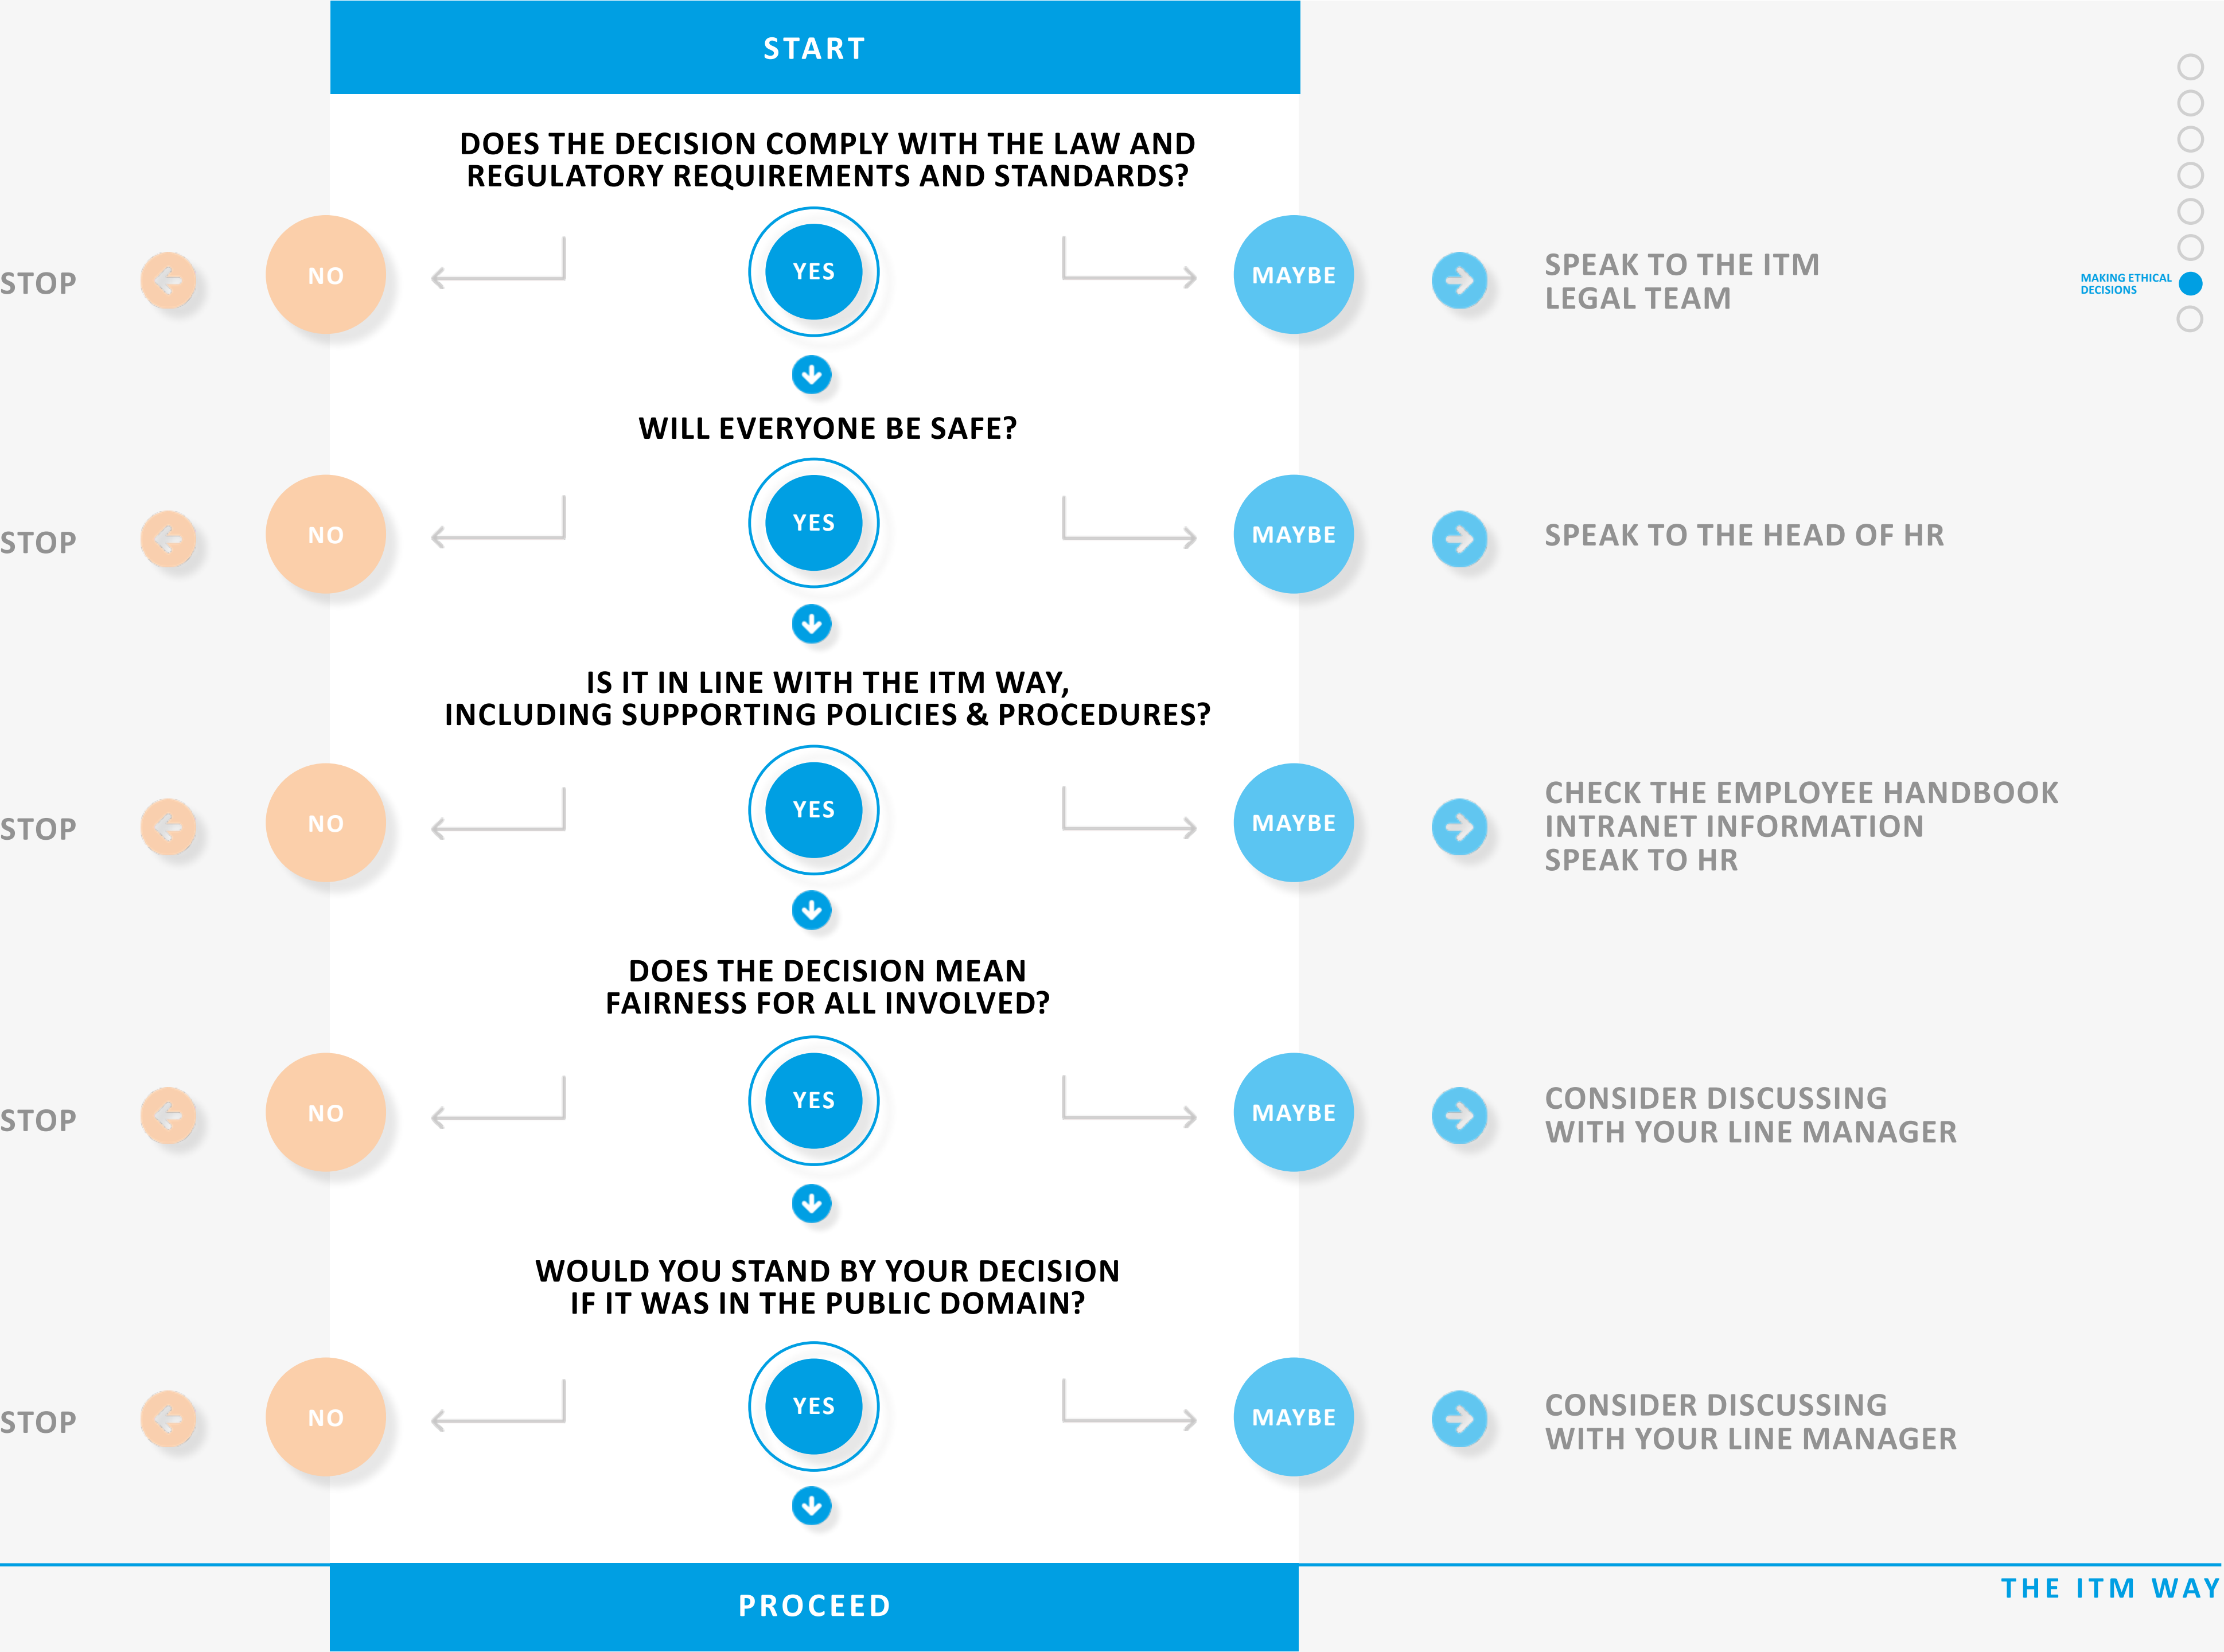 START
DOES THE DECISION COMPLY WITH THE LAW AND
REGULATORY REQUIREMENTS AND STANDARDS?
STOP
NO
YES
MAYBE
SPEAK TO THE ITM
LEGAL TEAM
MAKING ETHICAL
DECISIONS
WILL EVERYONE BE SAFE?
STOP
NO
YES
MAYBE
SPEAK TO THE HEAD OF HR
IS IT IN LINE WITH THE ITM WAY,
INCLUDING SUPPORTING POLICIES & PROCEDURES?
STOP
NO
YES
MAYBE
CHECK THE EMPLOYEE HANDBOOK
INTRANET INFORMATION
SPEAK TO HR
DOES THE DECISION MEAN
FAIRNESS FOR ALL INVOLVED?
STOP
NO
YES
MAYBE
CONSIDER DISCUSSING
WITH YOUR LINE MANAGER
WOULD YOU STAND BY YOUR DECISION
IF IT WAS IN THE PUBLIC DOMAIN?
STOP
NO
YES
MAYBE
CONSIDER DISCUSSING
WITH YOUR LINE MANAGER
PROCEED
THE ITM WAY